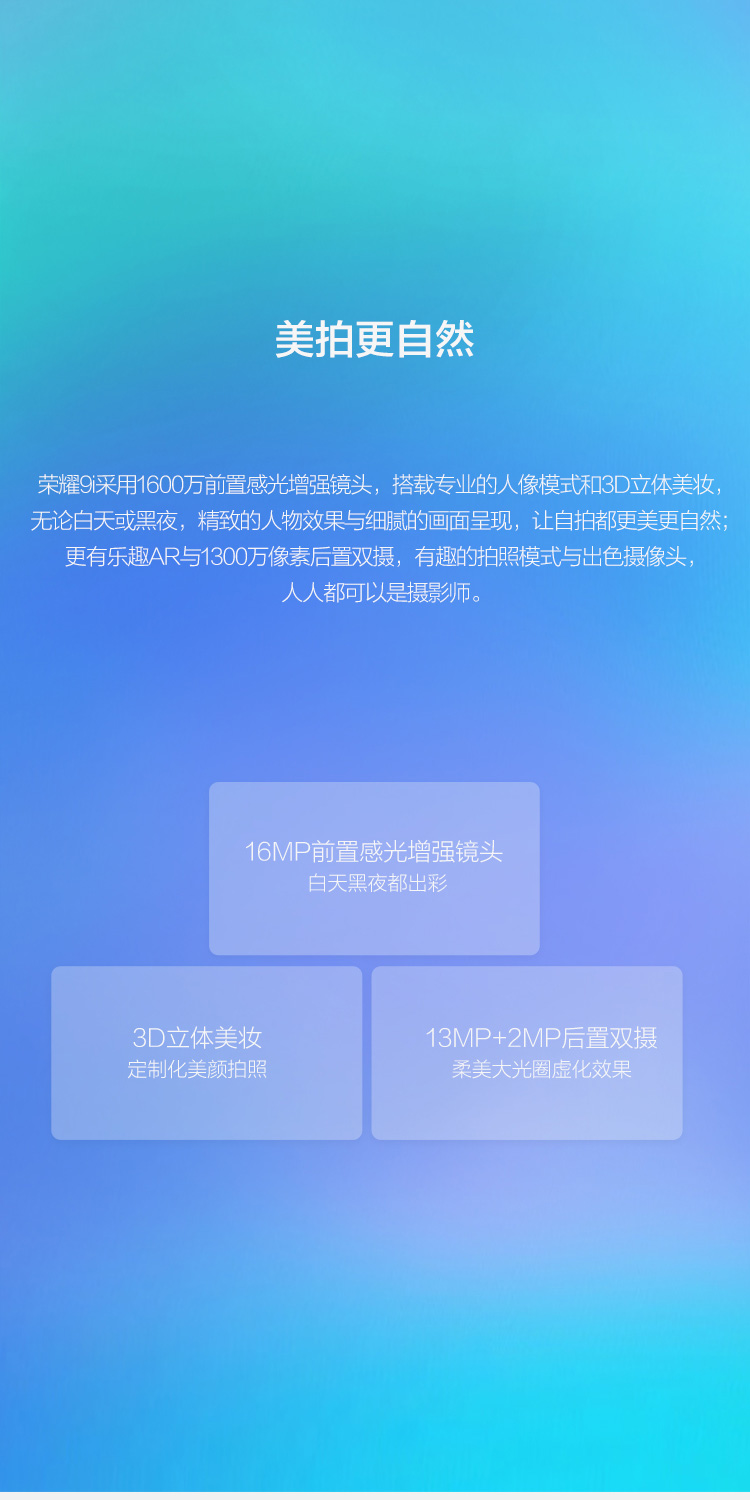 美拍更自然
荣耀9i采用1600万前置感光增强镜头，搭载专业的人像模式和3D立体美妆，
无论白天或黑夜，精致的人物效果与细腻的画面呈现，让自拍都更美更自然；
更有乐趣AR与1300万像素后置双摄，有趣的拍照模式与出色摄像头，
人人都可以是摄影师。
16MP前置感光增强镜头
白天黑夜都出彩
3D立体美妆
定制化美颜拍照
13MP+2MP后置双摄
柔美大光圈虚化效果